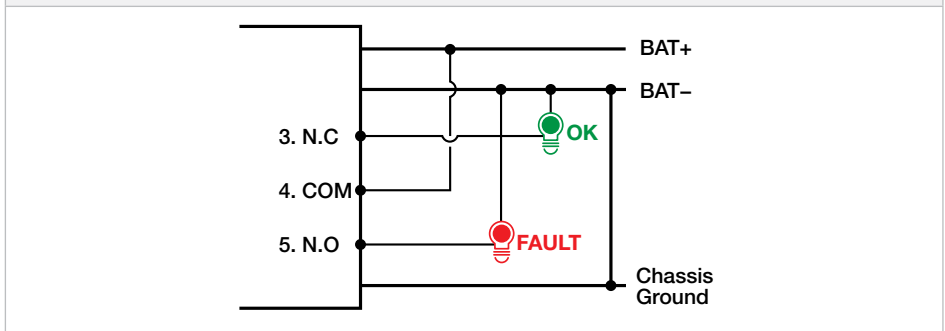 BAT+
BAT–
3. N.C
OK
4. COM
5. N.O
FAULT
Chassis
Ground